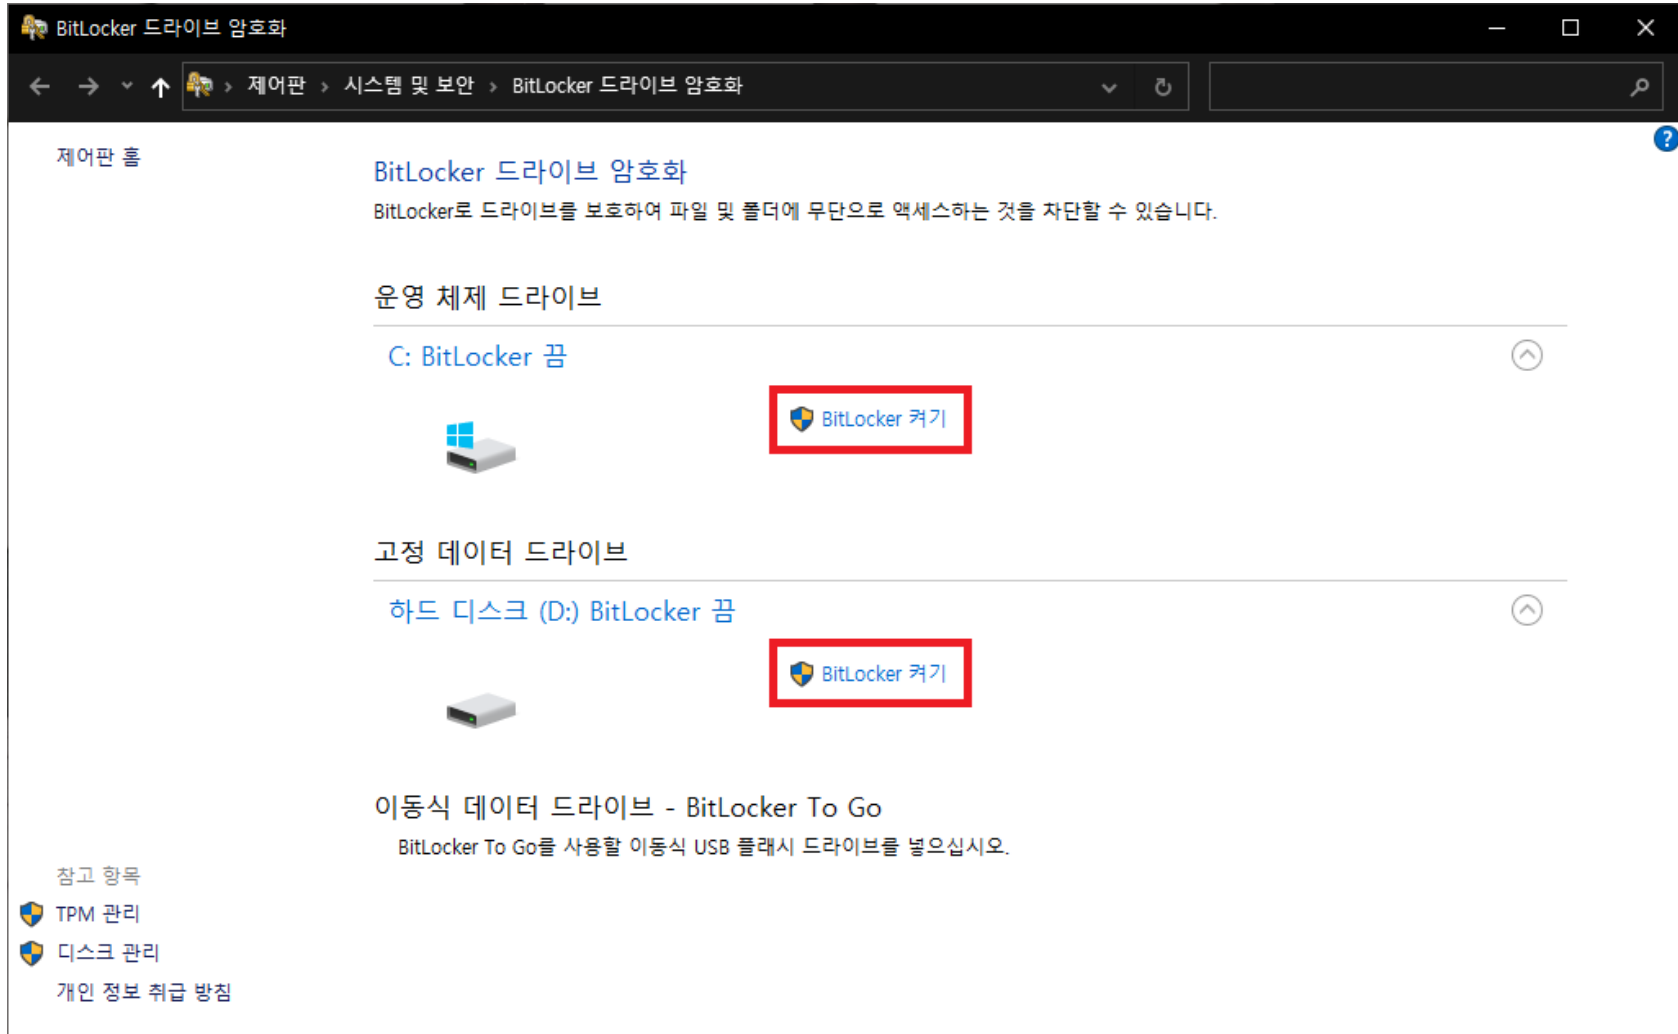 BitLocker 드라이브 암호화
제어판 › 시스템 및 보안 › BitLocker 드라이브 암호화
제어판 홈
BitLocker 드라이브 암호화
BitLocker로 드라이브를 보호하여 파일 및 폴더에 무단으로 액세스하는 것을 차단할 수 있습니다.
운영 체제 드라이브
C: BitLocker 끔
BitLocker 켜기
고정 데이터 드라이브
하드 디스크 (D:) BitLocker 끔
BitLocker 켜기
이동식 데이터 드라이브 - BitLocker To Go
BitLocker To Go를 사용할 이동식 USB 플래시 드라이브를 넣으십시오.
참고 항목
TPM 관리
디스크 관리
개인 정보 취급 방침